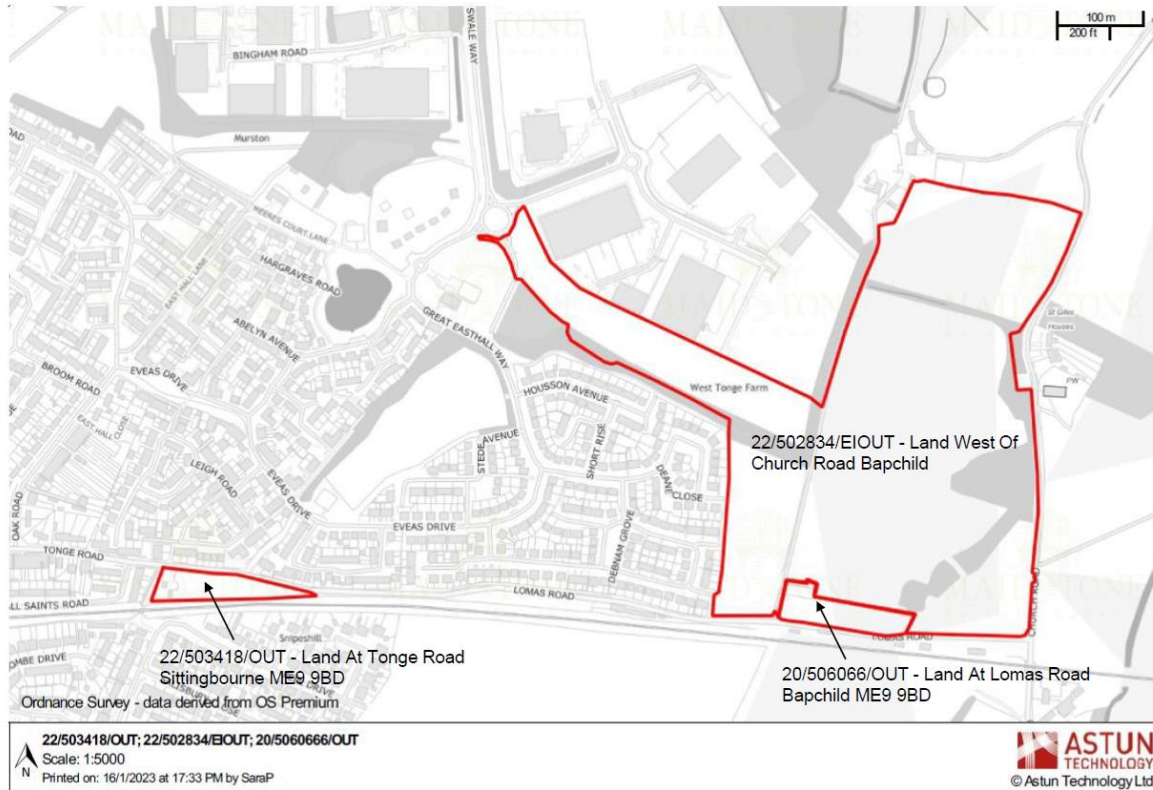 100 m
200 ft
SWALE WAY
BINGHAM ROAD
Murston
MEEKES COURT LANE
HARGRAVES ROAD
EAST HALL LANE
ABELYN AVENUE
GREAT EASTHALL WAY
EVEAS DRIVE
BROOM ROAD
EAST HALL CLOSE
LEIGH ROAD
EVEAS DRIVE
OAK ROAD
HOUSSON AVENUE
STEDE AVENUE
SHORT RISE
DEANE CLOSE
West Tonge Farm
St Giles
Houses
PW
22/502834/EIOUT - Land West Of
Church Road Bapchild
EVEAS DRIVE
DEBNAM GROVE
TONGE ROAD
LOMAS ROAD
LL SAINTS ROAD
LOMAS ROAD
CHURCH ROAD
Snipeshill
22/503418/OUT - Land At Tonge Road
Sittingbourne ME9 9BD
20/506066/OUT - Land At Lomas Road
Bapchild ME9 9BD
OMBE DRIVE
Ordnance Survey - data derived from OS Premium
22/503418/OUT; 22/502834/EIOUT; 20/5060666/OUT
Scale: 1:5000
Printed on: 16/1/2023 at 17:33 PM by SaraP
N
ASTUN
TECHNOLOGY
© Astun Technology Ltd